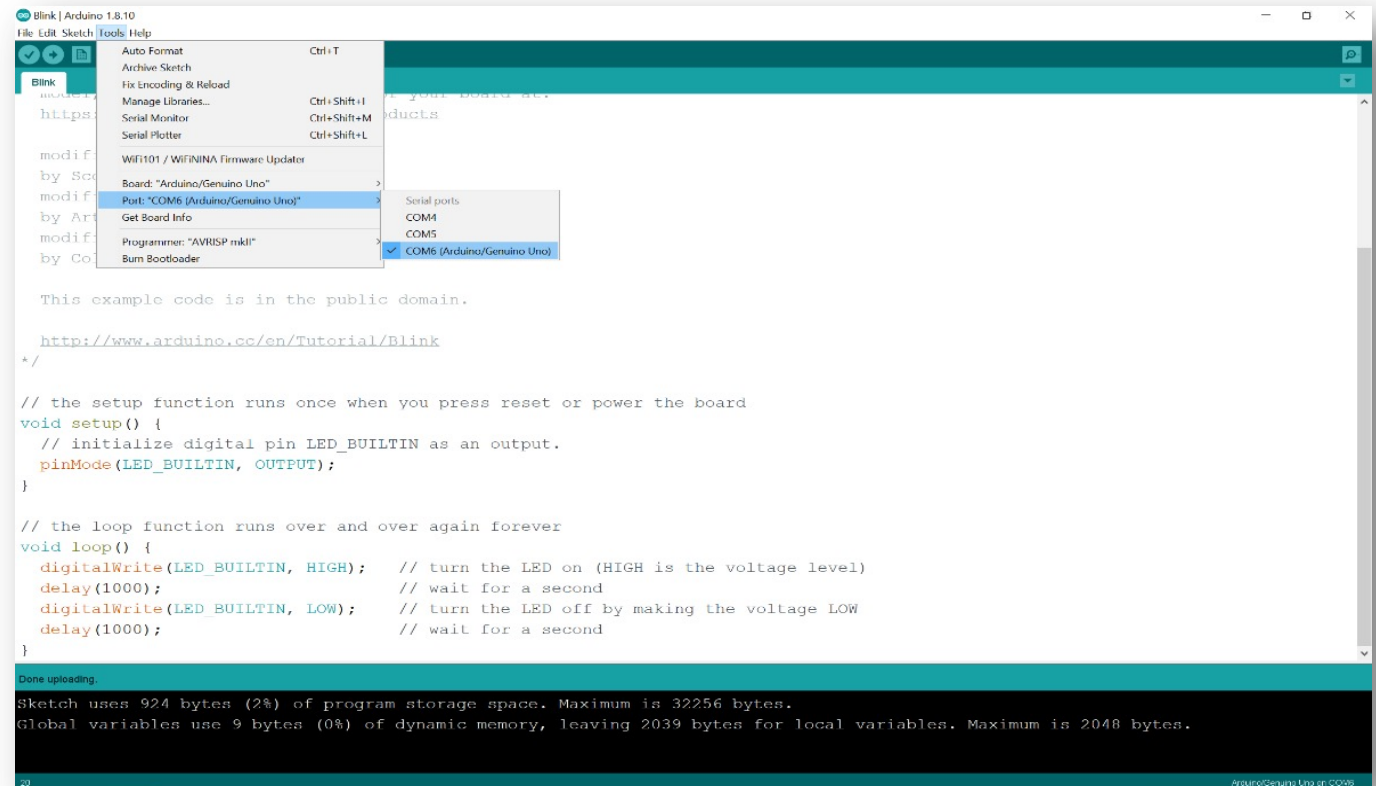 Blink | Arduino 1.8.10
File Edit Sketch Tools Help
Auto Format Ctrl+T
Archive Sketch
Blink
Fix Encoding & Reload
Manage Libraries... Ctrl+Shift+I
your board at:
https:
Serial Monitor Ctrl+Shift+M
ducts
Serial Plotter Ctrl+Shift+L
modif
WiFi101 / WiFiNINA Firmware Updater
by Sco
Board: "Arduino/Genuino Uno"
modif
Port: "COM6 (Arduino/Genuino Uno)"
Serial ports
by Art
Get Board Info
COM4
COM5
modif
Programmer: "AVRISP mkII"
COM6 (Arduino/Genuino Uno)
by Col
Burn Bootloader
This example code is in the public domain.
http://www.arduino.cc/en/Tutorial/Blink
*/
// the setup function runs once when you press reset or power the board
void setup() {
// initialize digital pin LED_BUILTIN as an output.
pinMode(LED_BUILTIN, OUTPUT);
}
// the loop function runs over and over again forever
void loop() {
digitalWrite(LED_BUILTIN, HIGH); // turn the LED on (HIGH is the voltage level)
delay(1000); // wait for a second
digitalWrite(LED_BUILTIN, LOW); // turn the LED off by making the voltage LOW
delay(1000); // wait for a second
}
Done uploading.
Sketch uses 924 bytes (2%) of program storage space. Maximum is 32256 bytes.
Global variables use 9 bytes (0%) of dynamic memory, leaving 2039 bytes for local variables. Maximum is 2048 bytes.
20 Arduino/Genuino Uno on COM6